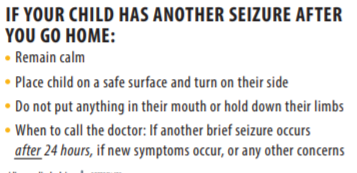 IF YOUR CHILD HAS ANOTHER SEIZURE AFTER
YOU GO HOME:
• Remain calm
• Place child on a safe surface and turn on their side
• Do not put anything in their mouth or hold down their limbs
• When to call the doctor: If another brief seizure occurs
after 24 hours, if new symptoms occur, or any other concerns